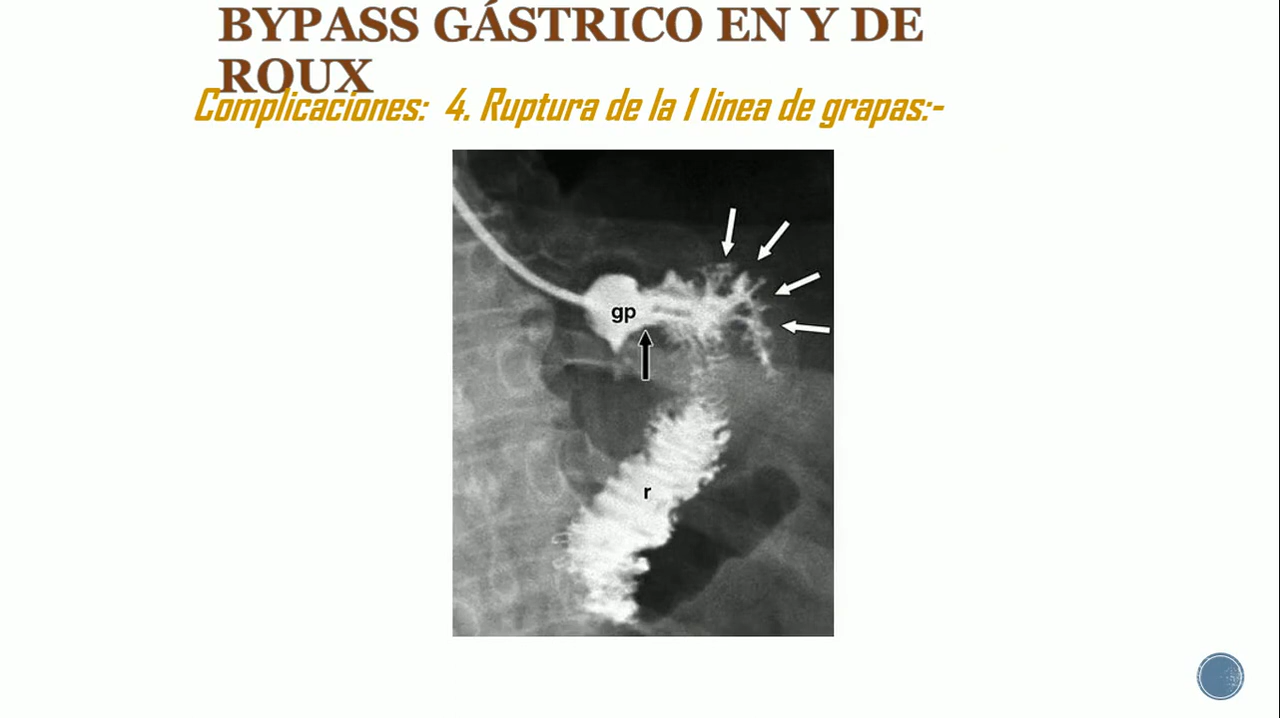 BYPASS GÁSTRICO EN Y DE
ROUX
Complicaciones: 4. Ruptura de la 1 linea de grapas:-
gp
r